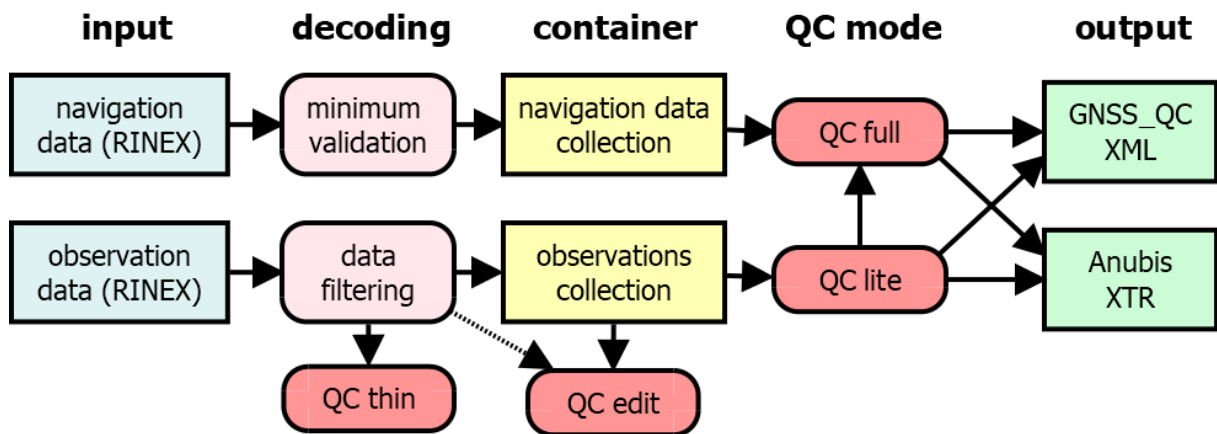 input
decoding
container
QC mode
output
navigation
data (RINEX)
minimum
validation
navigation data
collection
QC full
GNSS_QC
XML
observation
data (RINEX)
data
filtering
observations
collection
QC lite
Anubis
XTR
QC thin
QC edit